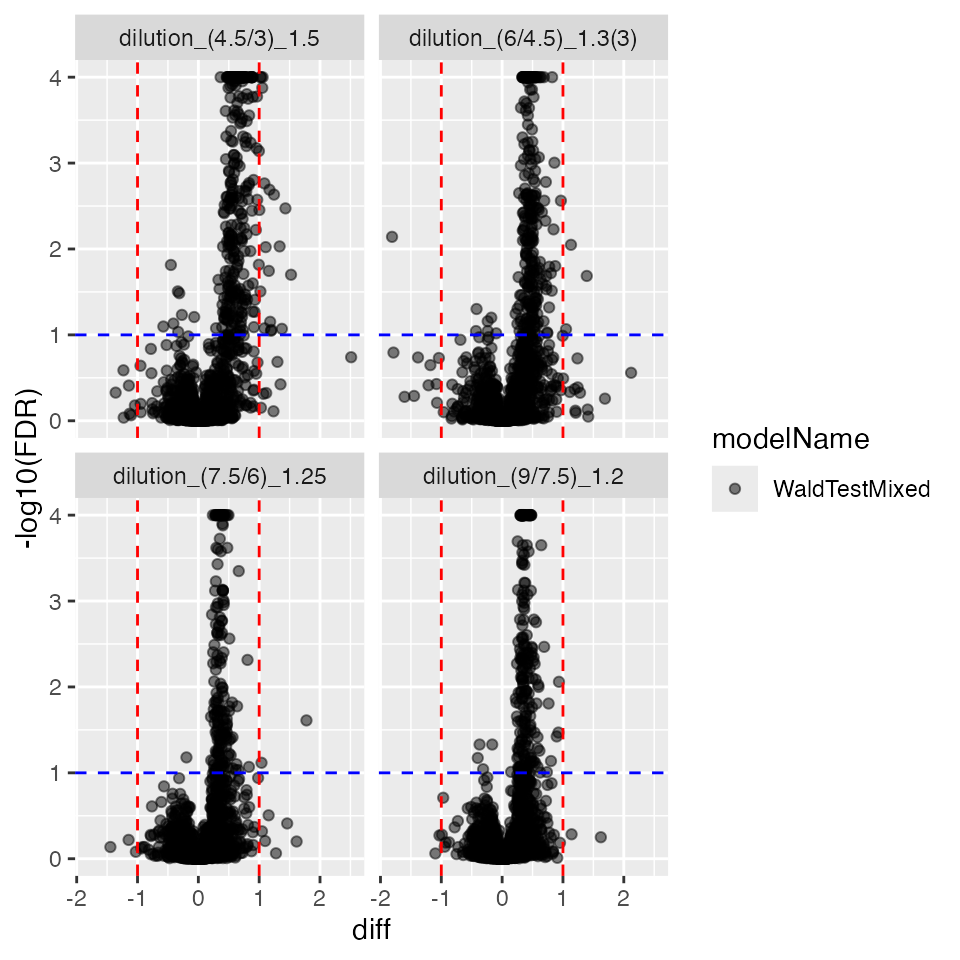 dilution_(4.5/3)_1.5
dilution_(6/4.5)_1.3(3)
4
3
2
1
0
dilution_(7.5/6)_1.25
dilution_(9/7.5)_1.2
4
3
2
1
0
-2
-1
0
1
2
-2
-1
0
1
2
diff
-log10(FDR)
modelName
WaldTestMixed